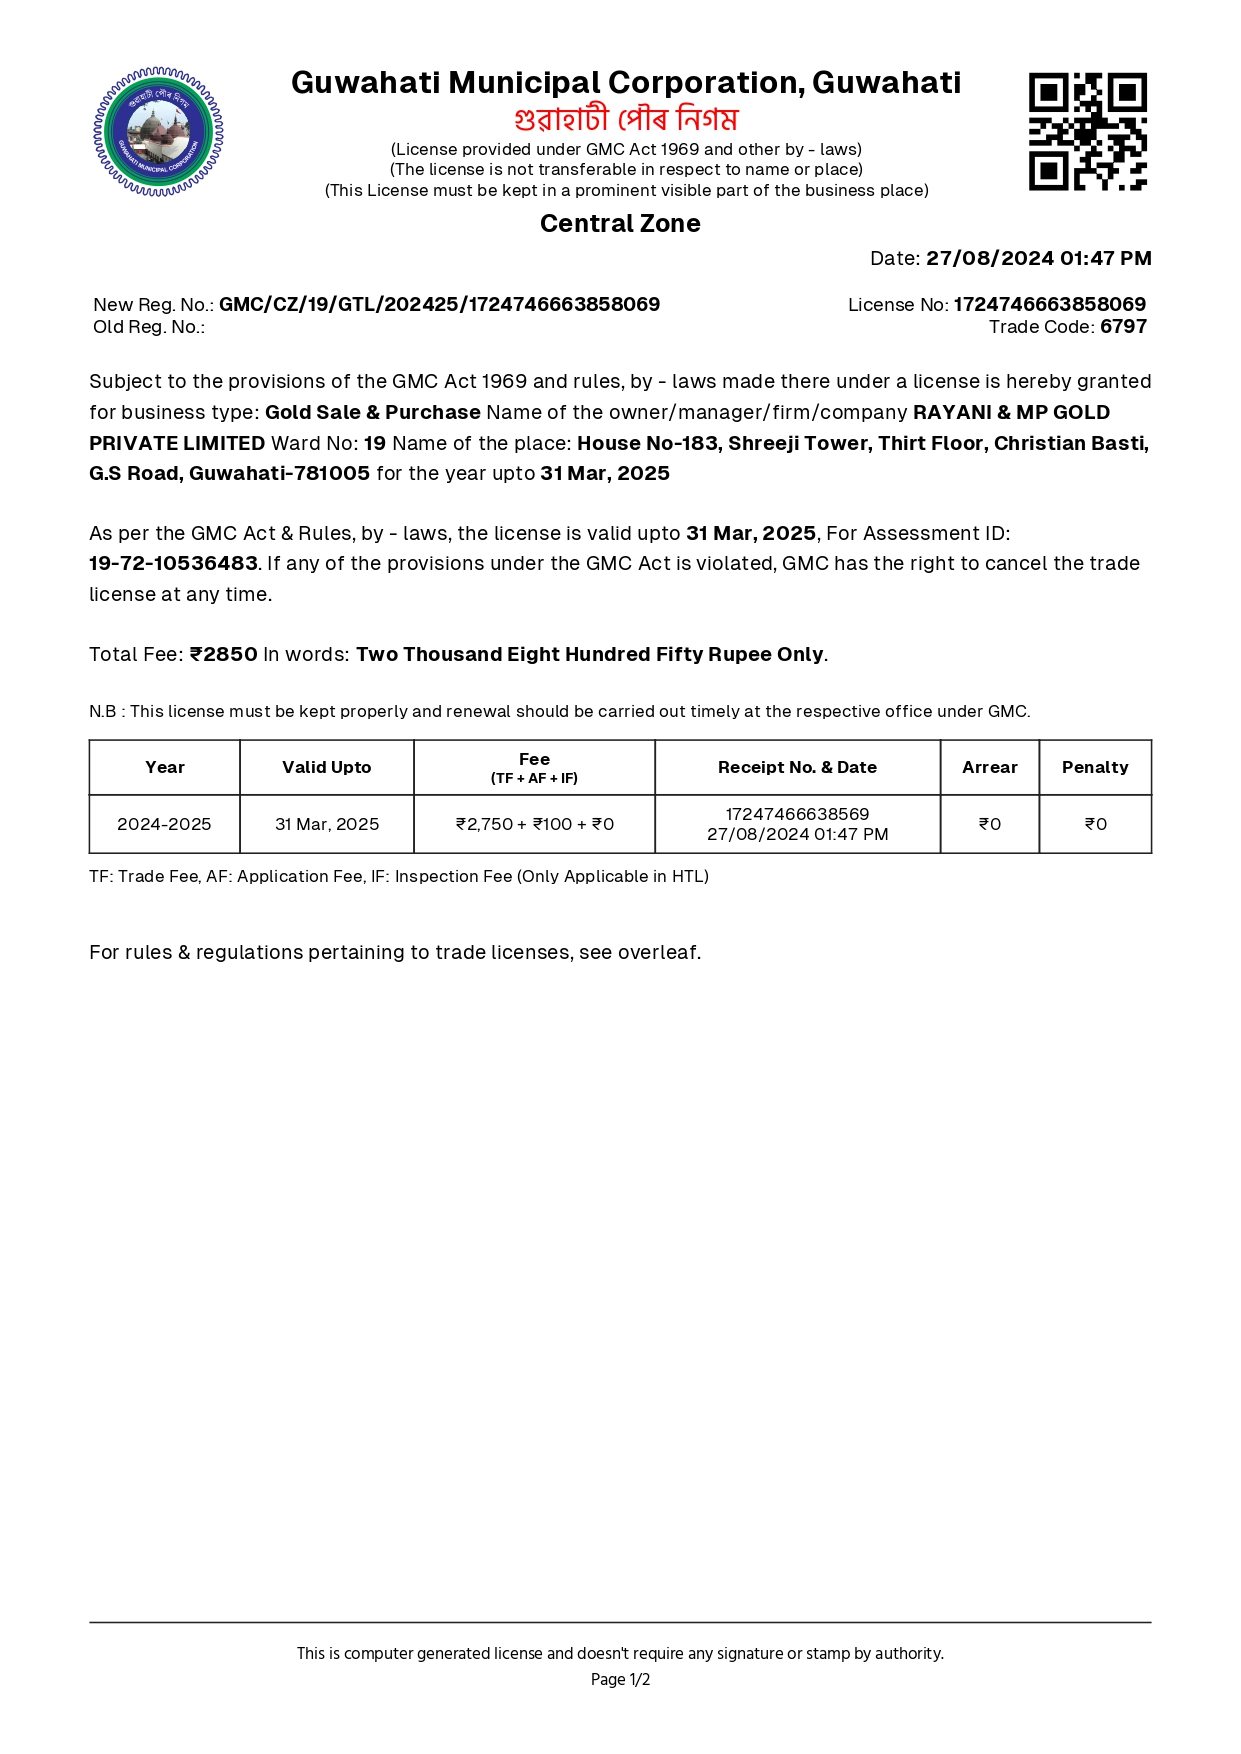 গুৱাহাটী পৌৰ নিগম
GUWAHATI MUNICIPAL CORPORATION
Guwahati Municipal Corporation, Guwahati
গুৱাহাটী পৌৰ নিগম
(License provided under GMC Act 1969 and other by - laws)
(The license is not transferable in respect to name or place)
(This License must be kept in a prominent visible part of the business place)
Central Zone
Date: 27/08/2024 01:47 PM
New Reg. No.: GMC/CZ/19/GTL/202425/1724746663858069 License No: 1724746663858069
Old Reg. No.: Trade Code: 6797
Subject to the provisions of the GMC Act 1969 and rules, by - laws made there under a license is hereby granted
for business type: Gold Sale & Purchase Name of the owner/manager/firm/company RAYANI & MP GOLD
PRIVATE LIMITED Ward No: 19 Name of the place: House No-183, Shreeji Tower, Thirt Floor, Christian Basti,
G.S Road, Guwahati-781005 for the year upto 31 Mar, 2025
As per the GMC Act & Rules, by - laws, the license is valid upto 31 Mar, 2025, For Assessment ID:
19-72-10536483. If any of the provisions under the GMC Act is violated, GMC has the right to cancel the trade
license at any time.
Total Fee: ₹2850 In words: Two Thousand Eight Hundred Fifty Rupee Only.
N.B : This license must be kept properly and renewal should be carried out timely at the respective office under GMC.
Year Valid Upto Fee (TF + AF + IF) Receipt No. & Date Arrear Penalty
2024-2025 31 Mar, 2025 ₹2,750 + ₹100 + ₹0 17247466638569 27/08/2024 01:47 PM ₹0 ₹0
TF: Trade Fee, AF: Application Fee, IF: Inspection Fee (Only Applicable in HTL)
For rules & regulations pertaining to trade licenses, see overleaf.
This is computer generated license and doesn't require any signature or stamp by authority.
Page 1/2